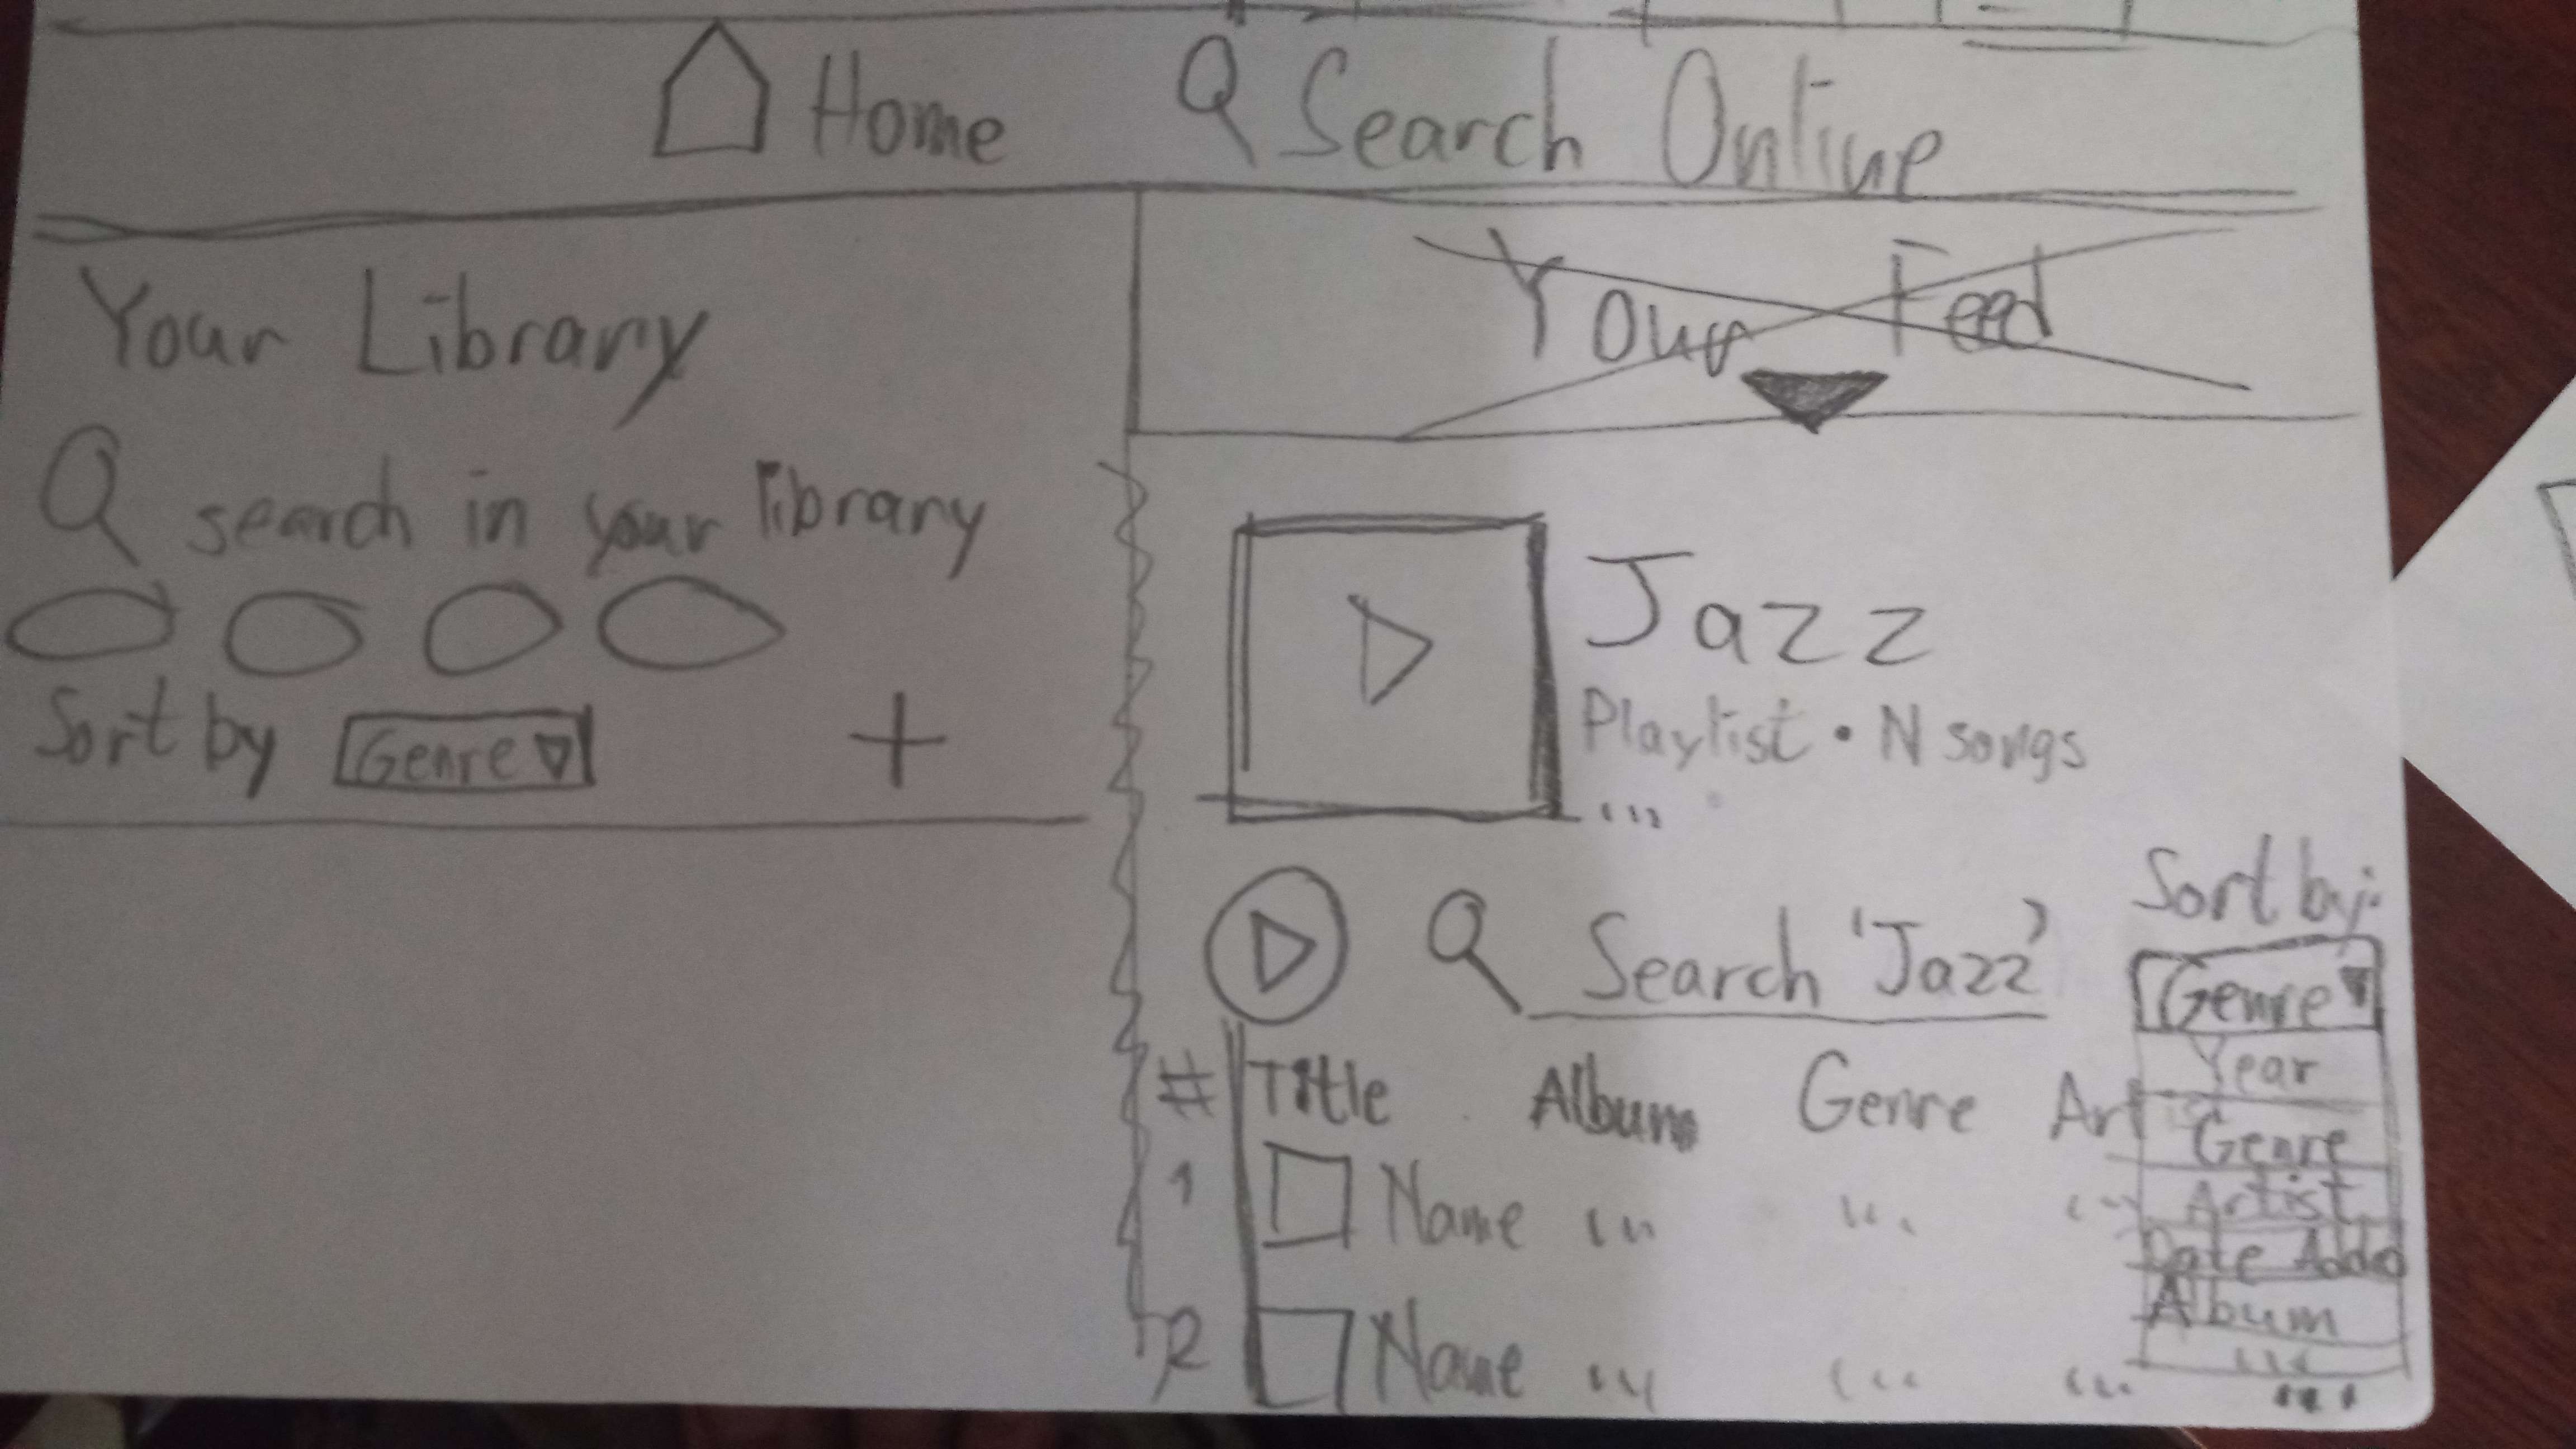 Home Search Online
Your Library
search in your library
Sort by Genre
+
Your Feed
Jazz
Playlist • N songs
...
Search 'Jazz'
Sort by:
Genre
Year
Genre
Artist
Date Added
Album
...
# Title Album Genre Art
1 Name ... ... ...
2 Name ... ... ... ...